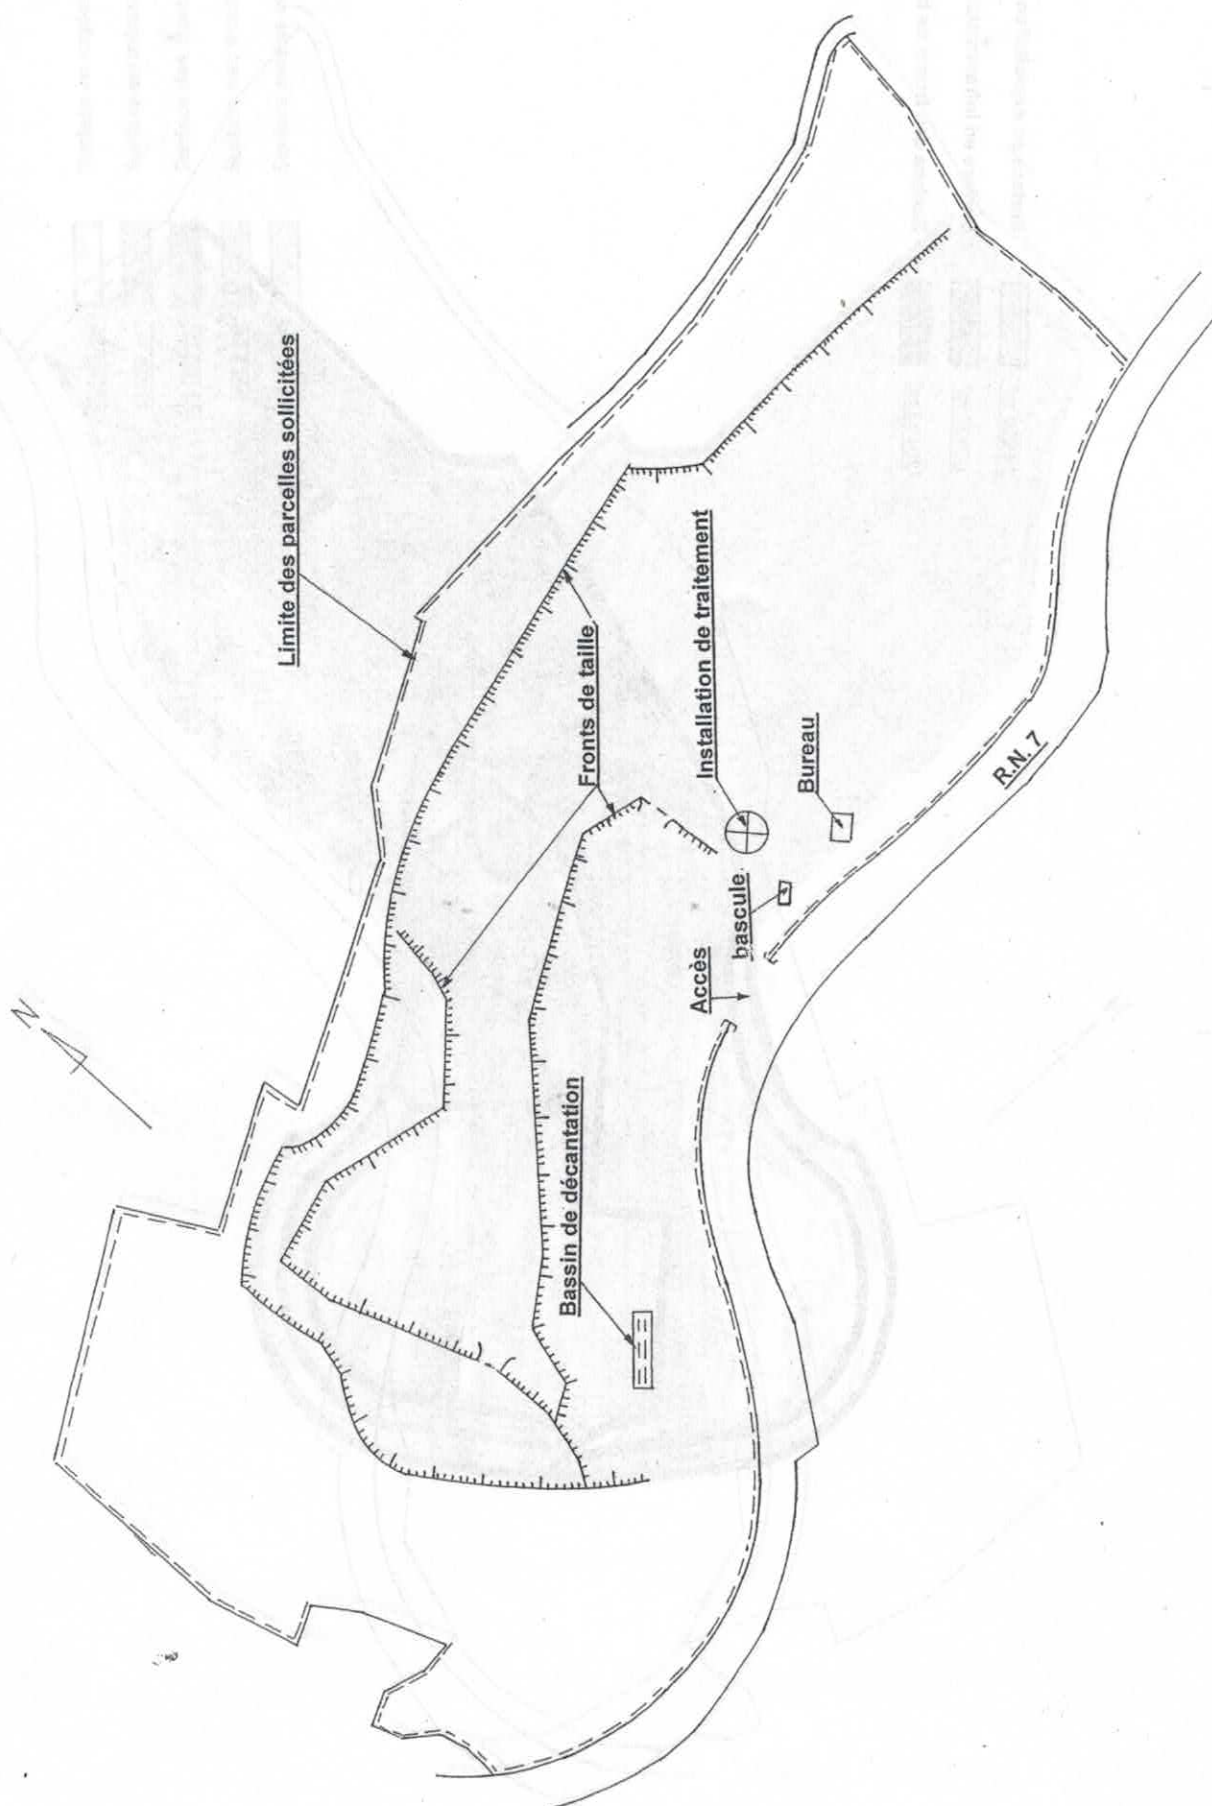 Limite des parcelles sollicitées
Fronts de taille
Installation de traitement
Bureau
R.N. 7
bascule
Accès
Bassin de décantation
N